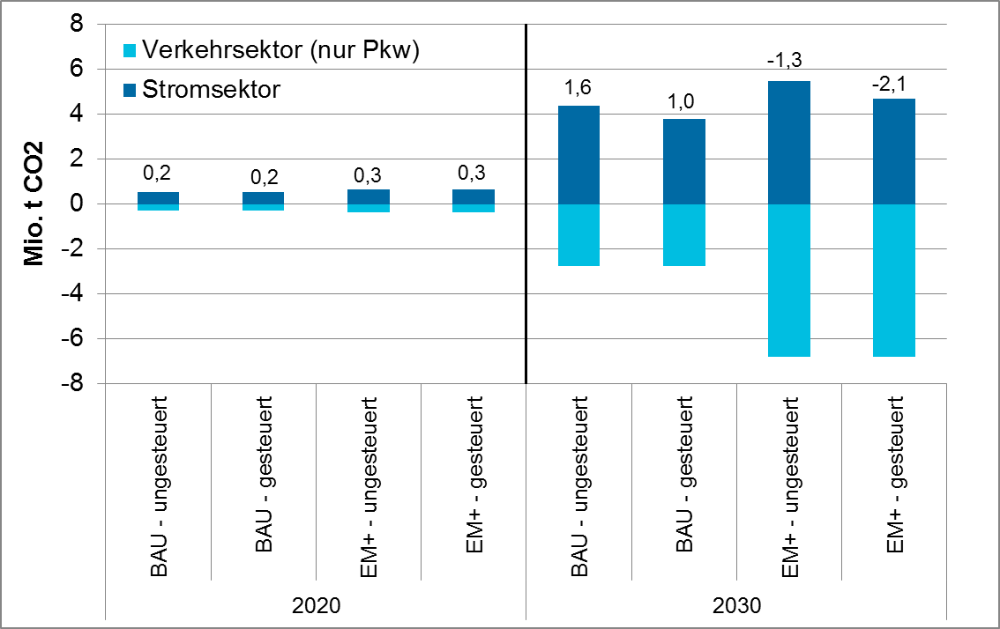 Mio. t CO2
8
6
4
2
0
-2
-4
-6
-8
Verkehrsektor (nur Pkw)
Stromsektor
0,2
0,2
0,3
0,3
1,6
1,0
-1,3
-2,1
BAU - ungesteuert
BAU - gesteuert
EM+ - ungesteuert
EM+ - gesteuert
BAU - ungesteuert
BAU - gesteuert
EM+ - ungesteuert
EM+ - gesteuert
2020
2030